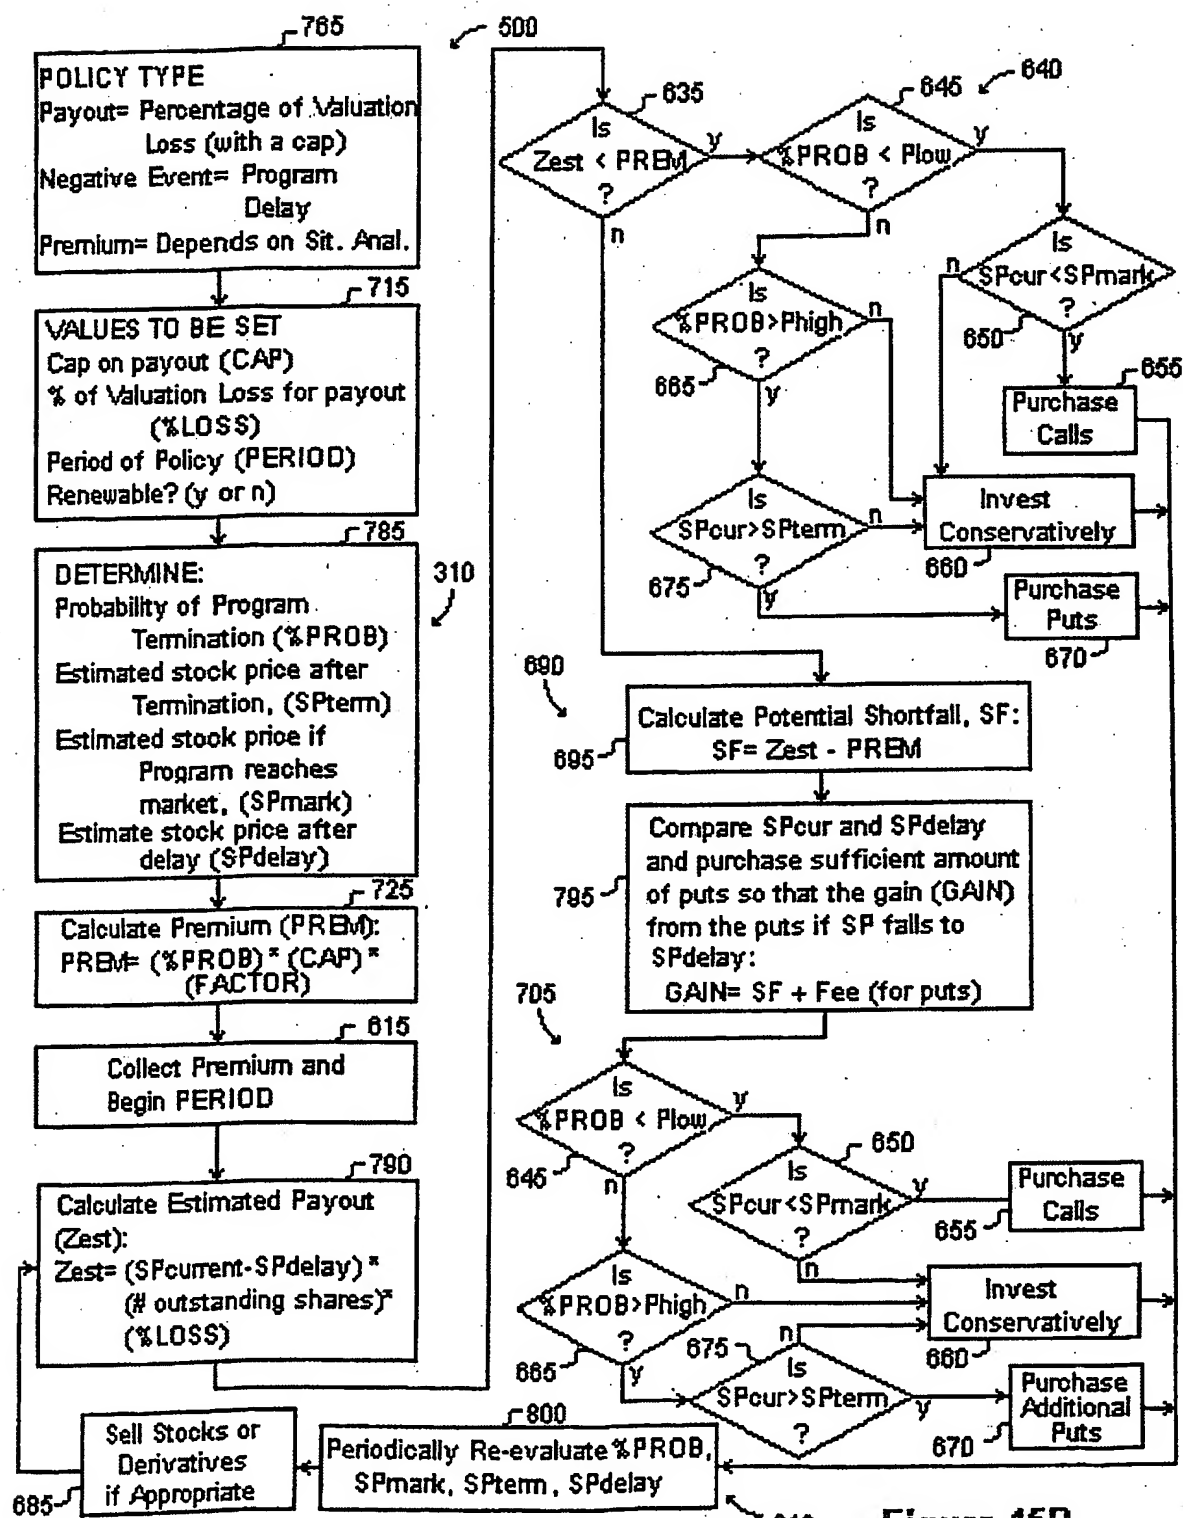 765
500
POLICY TYPE
Payout= Percentage of Valuation
Loss (with a cap)
Negative Event= Program
Delay
Premium= Depends on Sit. Anal.
715
VALUES TO BE SET
Cap on payout (CAP)
% of Valuation Loss for payout
(%LOSS)
Period of Policy (PERIOD)
Renewable? (y or n)
785
DETERMINE:
Probability of Program
Termination (%PROB)
Estimated stock price after
Termination, (SPterm)
Estimated stock price if
Program reaches
market, (SPmark)
Estimate stock price after
delay (SPdelay)
310
725
Calculate Premium (PREM):
PREM= (%PROB)* (CAP)*
(FACTOR)
615
Collect Premium and
Begin PERIOD
790
Calculate Estimated Payout
(Zest):
Zest= (SPcurrent-SPdelay)*
(# outstanding shares)*
(%LOSS)
635
Is
Zest < PREM
?
y
n
645
640
Is
%PROB < Plow
?
y
n
Is
SPcur<SPmark
?
n
650
y
655
Purchase
Calls
Is
%PROB>Phigh
?
n
665
y
Is
SPcur>SPterm
?
n
675
y
Invest
Conservatively
660
Purchase
Puts
670
690
Calculate Potential Shortfall, SF:
SF= Zest - PREM
695
Compare SPcur and SPdelay
and purchase sufficient amount
of puts so that the gain (GAIN)
from the puts if SP falls to
SPdelay:
GAIN= SF + Fee (for puts)
795
705
Is
%PROB < Plow
?
y
645
n
650
Is
SPcur<SPmark
?
y
n
655
Purchase
Calls
Is
%PROB>Phigh
?
n
665
y
675
n
Is
SPcur>SPterm
?
y
Invest
Conservatively
660
Purchase
Additional
Puts
670
800
Periodically Re-evaluate %PROB,
SPmark, SPterm, SPdelay
Sell Stocks or
Derivatives
if Appropriate
685
Figure